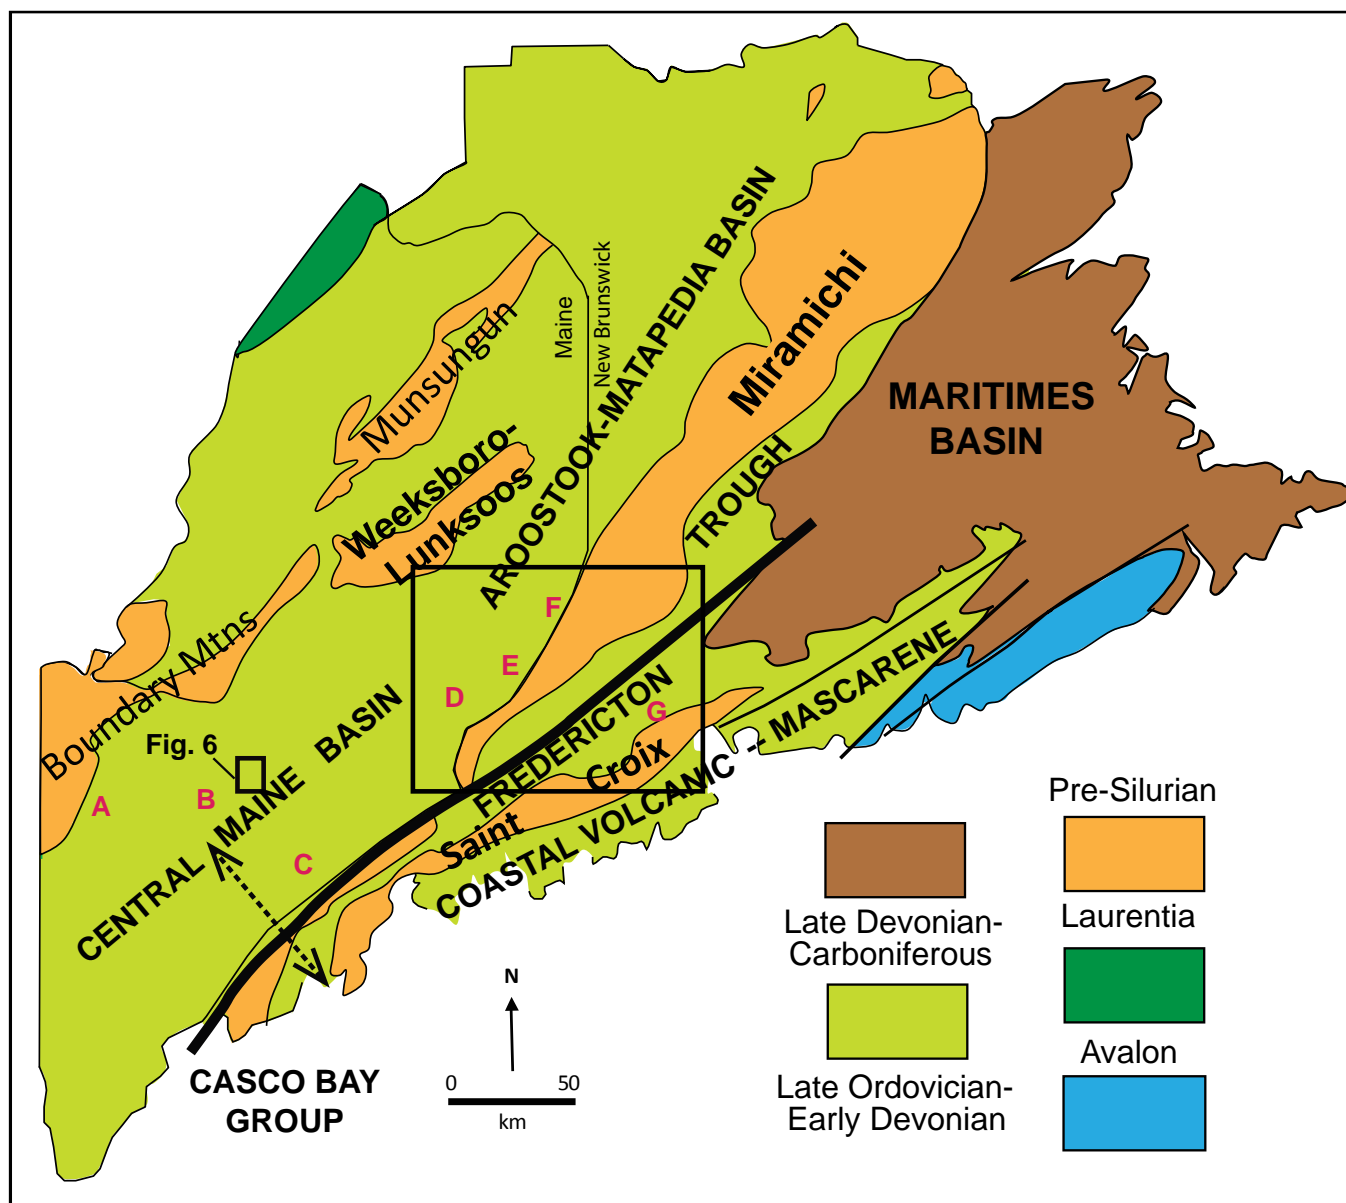 Maine
New Brunswick
AROOSTOOK-MATAPEDIA BASIN
Miramichi
Munsungun
MARITIMES
BASIN
Weeksboro-
Lunksoos
TROUGH
F
E
D
G
Boundary Mtns
Fig. 6
A
B
C
CENTRAL MAINE BASIN
FREDERICTON
Saint Croix
COASTAL VOLCANIC -- MASCARENE
CASCO BAY
GROUP
N
0 50
km
Late Devonian-
Carboniferous
Late Ordovician-
Early Devonian
Pre-Silurian
Laurentia
Avalon